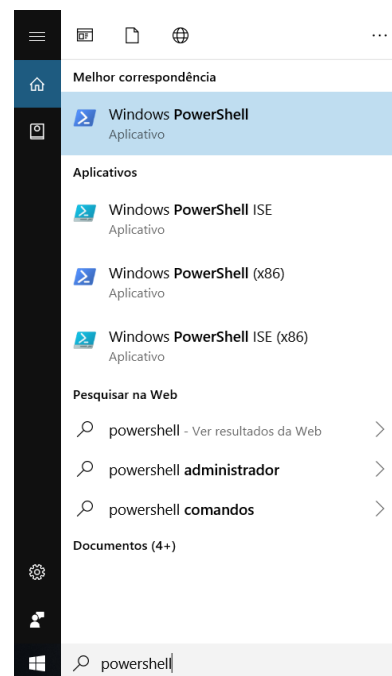 Melhor correspondência
Windows PowerShell
Aplicativo
Aplicativos
Windows PowerShell ISE
Aplicativo
Windows PowerShell (x86)
Aplicativo
Windows PowerShell ISE (x86)
Aplicativo
Pesquisar na Web
powershell - Ver resultados da Web
powershell administrador
powershell comandos
Documentos (4+)
powershell